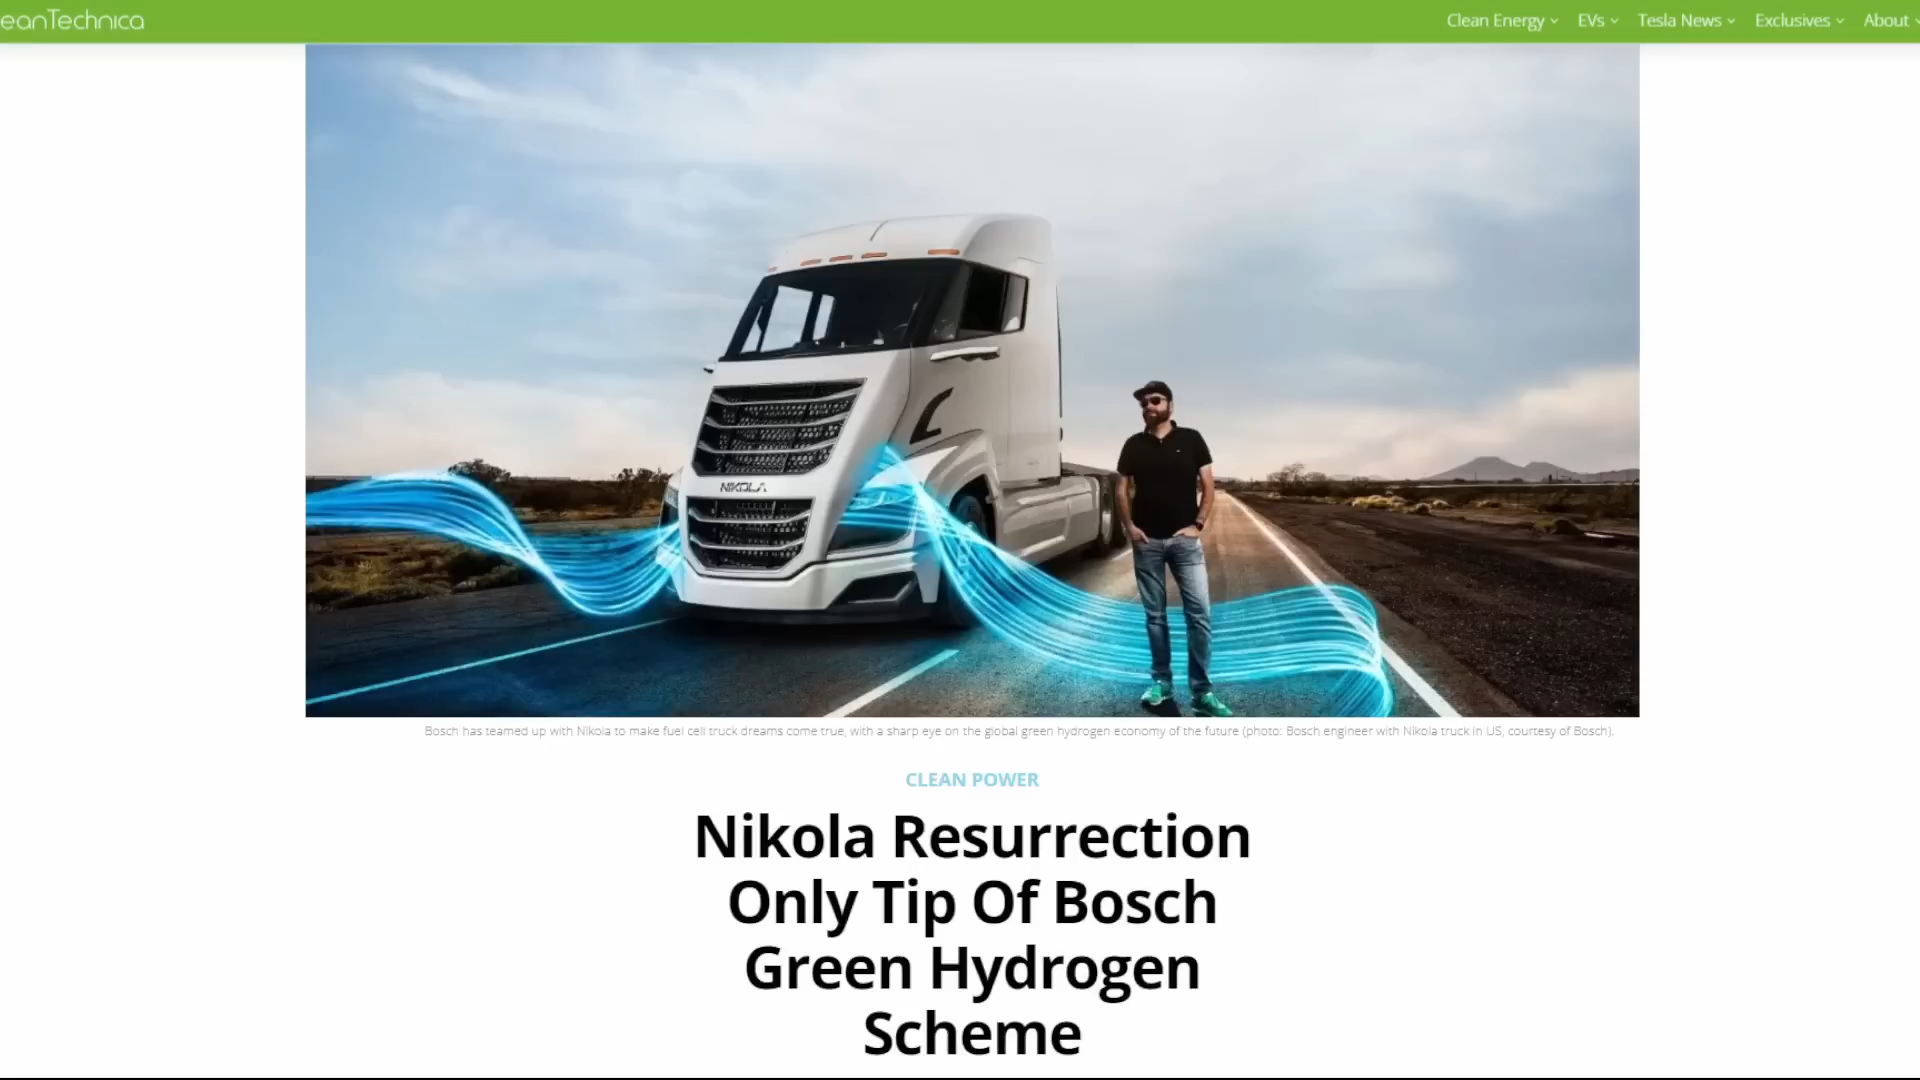 eanTechnica
Clean Energy EVs Tesla News Exclusives About
NIKOLA
Bosch has teamed up with Nikola to make fuel cell truck dreams come true, with a sharp eye on the global green hydrogen economy of the future (photo: Bosch engineer with Nikola truck in US, courtesy of Bosch).
CLEAN POWER
Nikola Resurrection
Only Tip Of Bosch
Green Hydrogen
Scheme